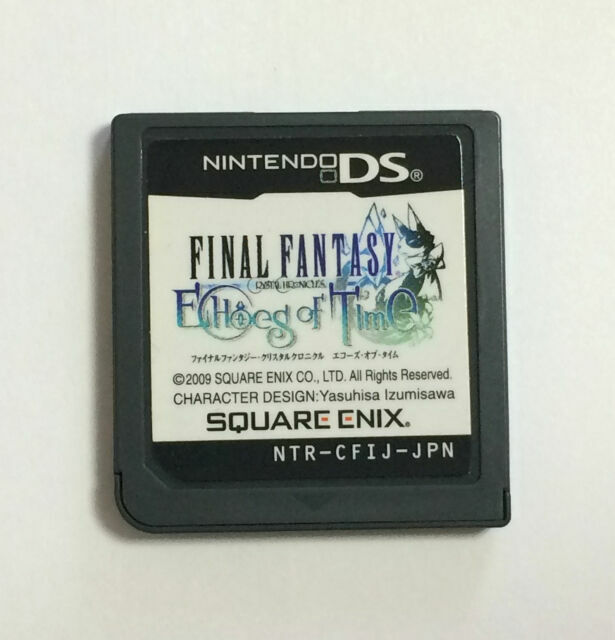 NINTENDO DS®
FINAL FANTASY
CRYSTAL CHRONICLES
Echoes of Time
ファイナルファンタジー・クリスタルクロニクル エコーズ・オブ・タイム
©2009 SQUARE ENIX CO., LTD. All Rights Reserved.
CHARACTER DESIGN:Yasuhisa Izumisawa
SQUARE ENIX®
NTR-CFIJ-JPN